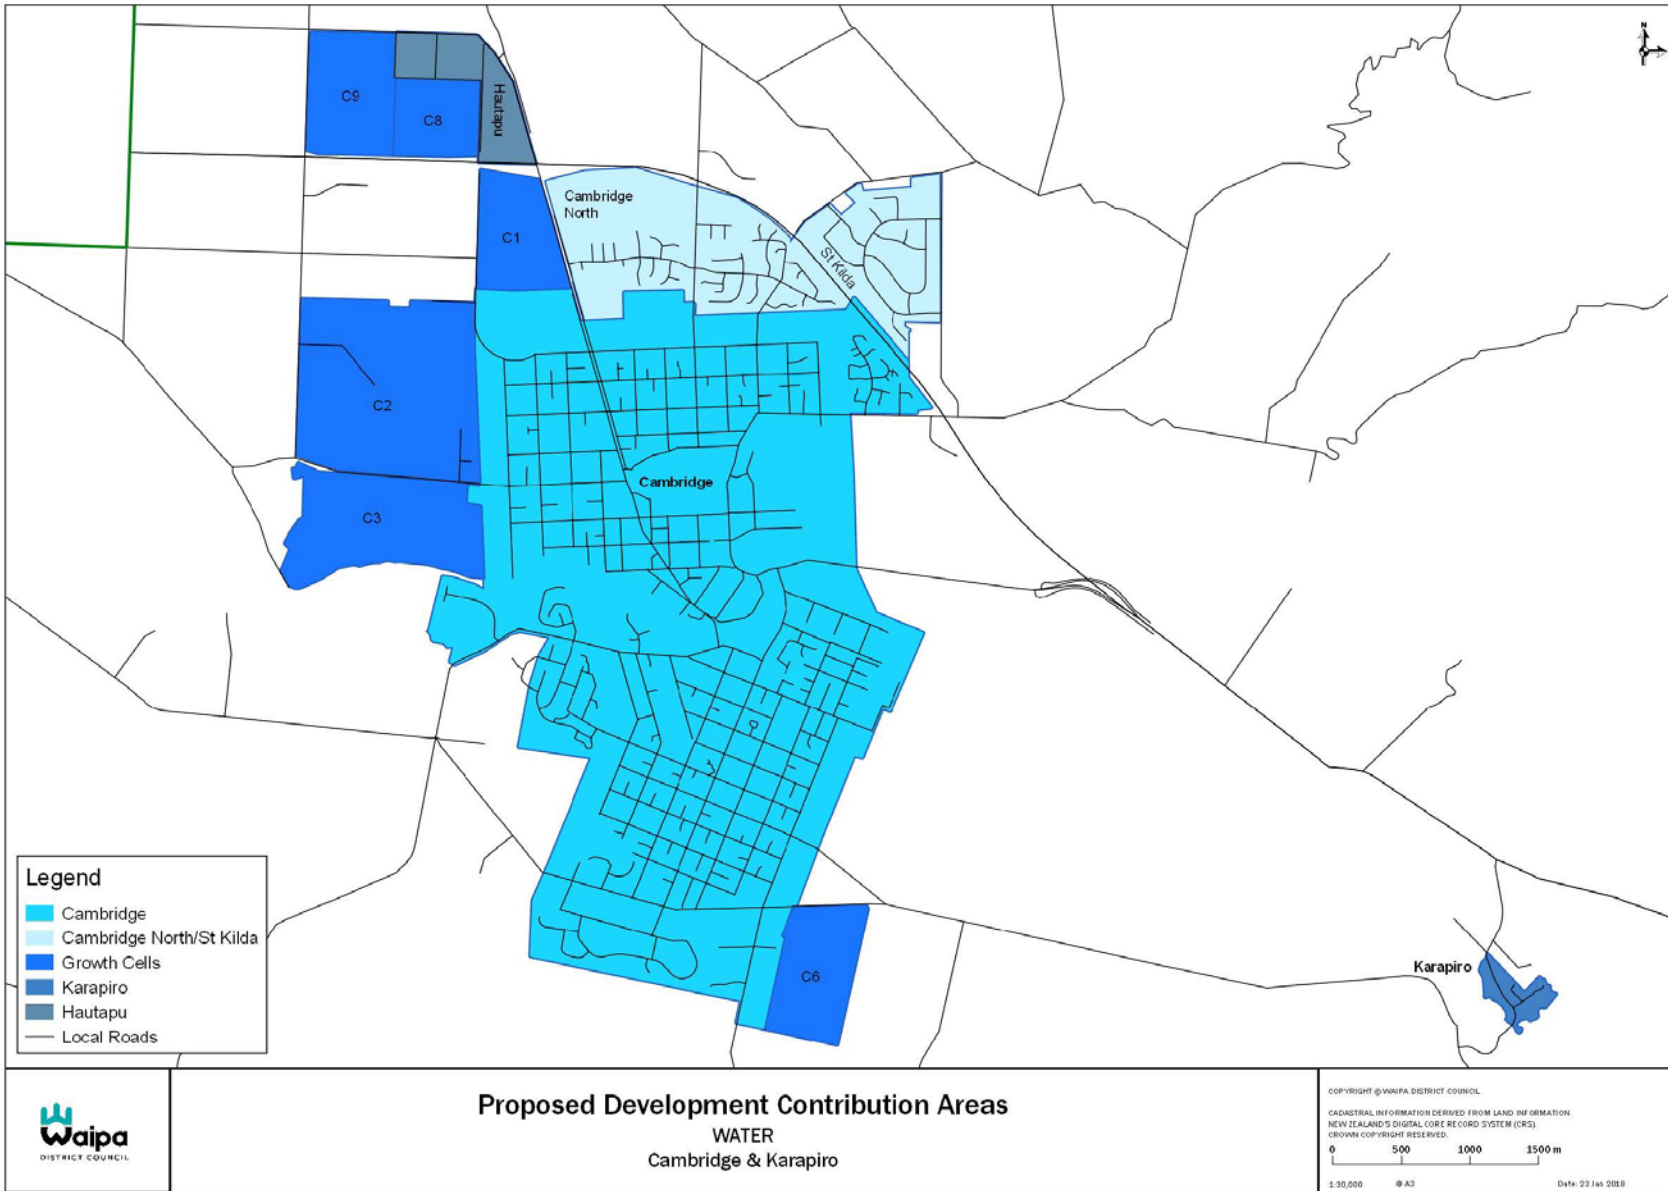 N
C9
C8
Hautapu
C1
Cambridge
North
St Kilda
C2
Cambridge
C3
C6
Karapiro
Legend
Cambridge
Cambridge North/St Kilda
Growth Cells
Karapiro
Hautapu
Local Roads
Waipa
DISTRICT COUNCIL
Proposed Development Contribution Areas
WATER
Cambridge & Karapiro
COPYRIGHT @ WAIPA DISTRICT COUNCIL
CADASTRAL INFORMATION DERIVED FROM LAND INFORMATION
NEW ZEALAND'S DIGITAL CORE RECORD SYSTEM (CRS).
CROWN COPYRIGHT RESERVED.
0 500 1000 1500 m
1:30,000 @ A3 Date: 23 Jan 2018